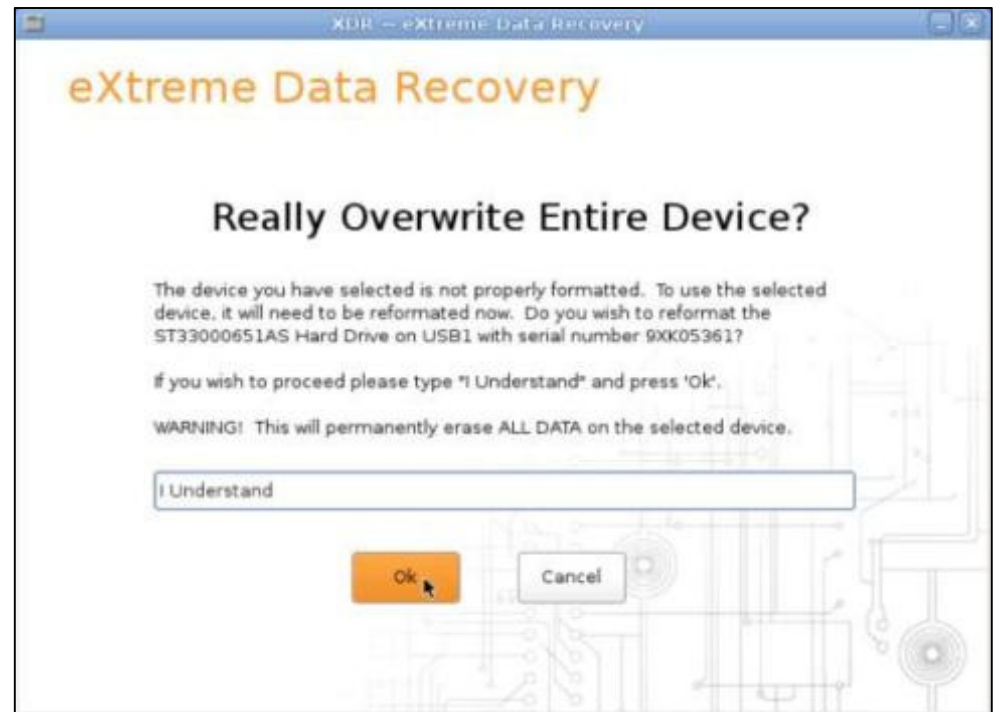 XDR – eXtreme Data Recovery
eXtreme Data Recovery
Really Overwrite Entire Device?
The device you have selected is not properly formatted. To use the selected
device, it will need to be reformated now. Do you wish to reformat the
ST33000651AS Hard Drive on USB1 with serial number 9XK05361?
If you wish to proceed please type "I Understand" and press 'Ok'.
WARNING! This will permanently erase ALL DATA on the selected device.
I Understand
Ok
Cancel